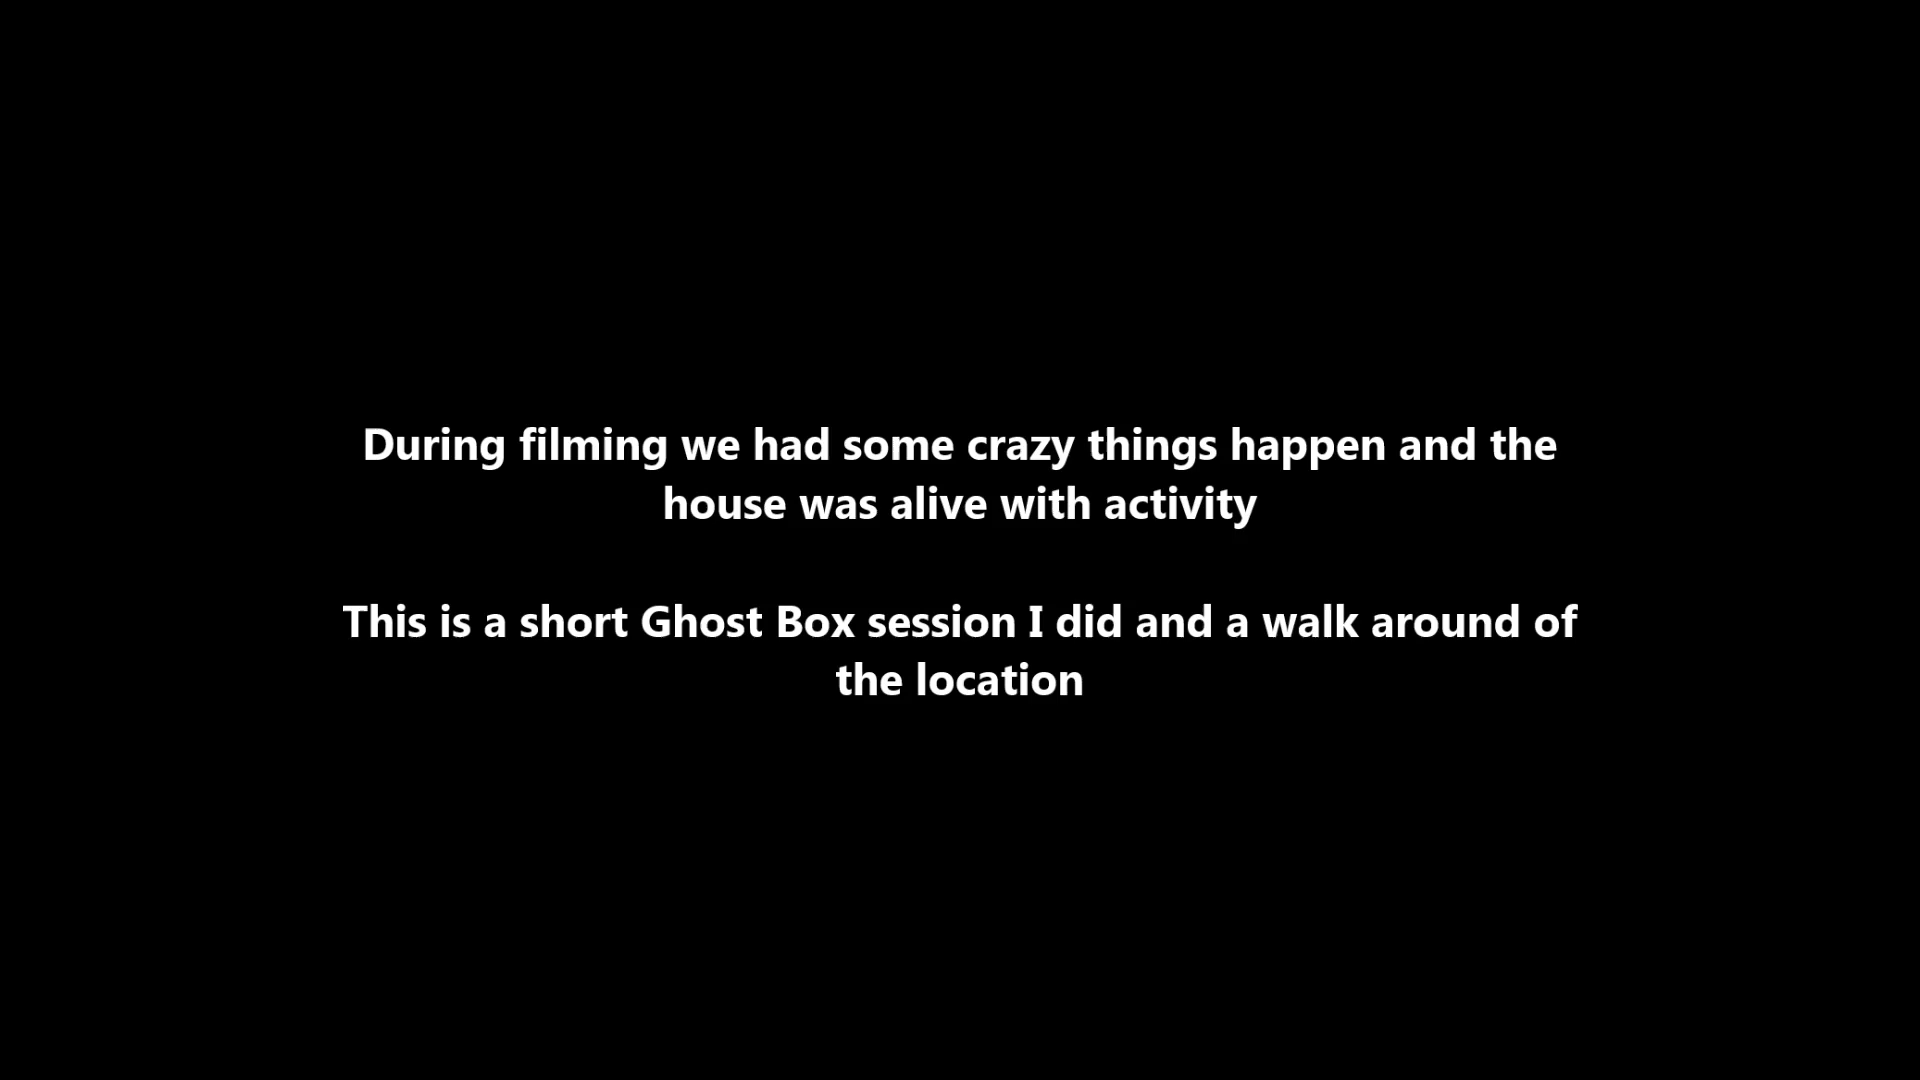 During filming we had some crazy things happen and the
house was alive with activity
This is a short Ghost Box session I did and a walk around of
the location